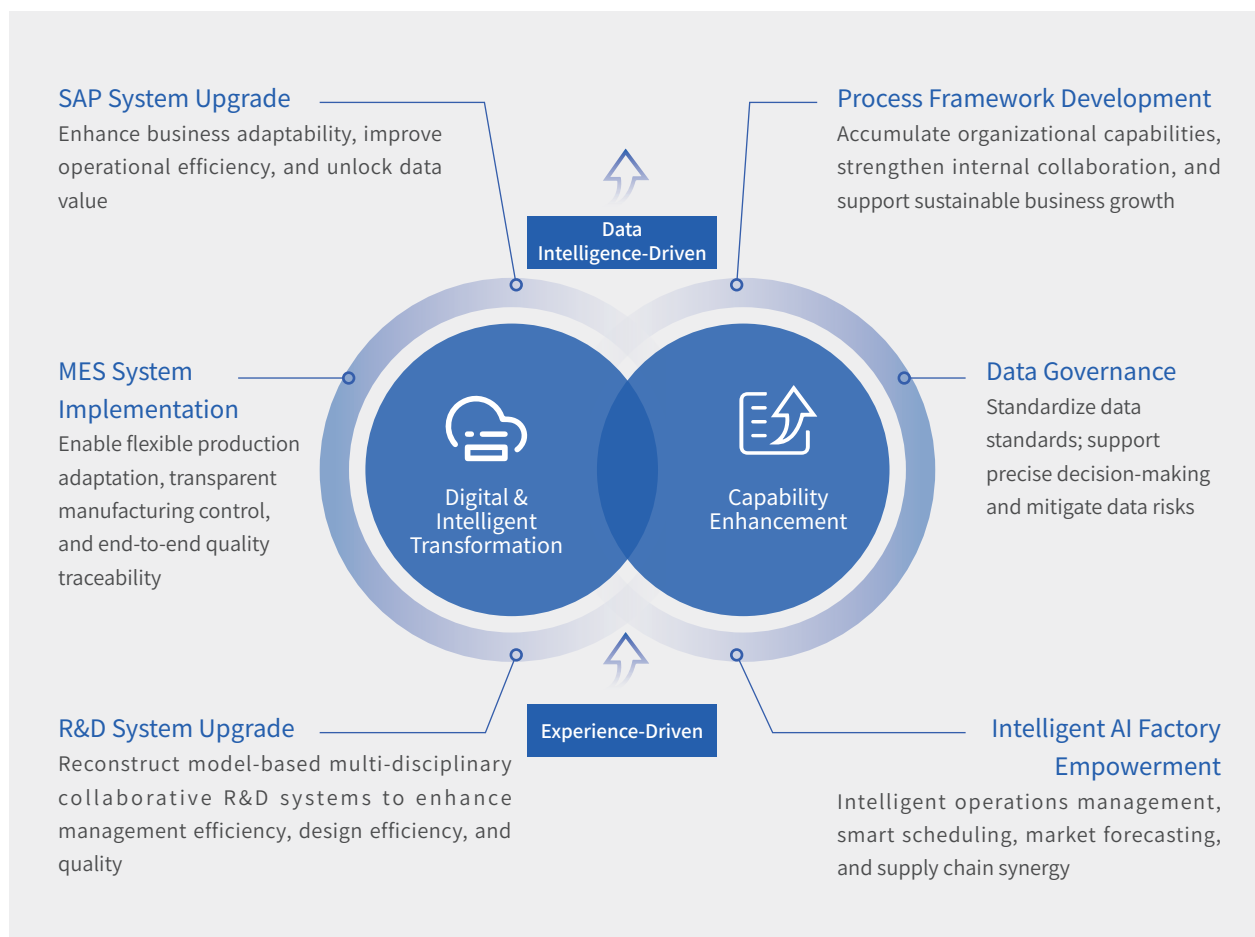 SAP System Upgrade
Enhance business adaptability, improve
operational efficiency, and unlock data
value
Process Framework Development
Accumulate organizational capabilities,
strengthen internal collaboration, and
support sustainable business growth
Data
Intelligence-Driven
MES System
Implementation
Enable flexible production
adaptation, transparent
manufacturing control,
and end-to-end quality
traceability
Digital &
Intelligent
Transformation
Capability
Enhancement
Data Governance
Standardize data
standards; support
precise decision-making
and mitigate data risks
R&D System Upgrade
Reconstruct model-based multi-disciplinary
collaborative R&D systems to enhance
management efficiency, design efficiency, and
quality
Experience-Driven
Intelligent AI Factory
Empowerment
Intelligent operations management,
smart scheduling, market forecasting,
and supply chain synergy